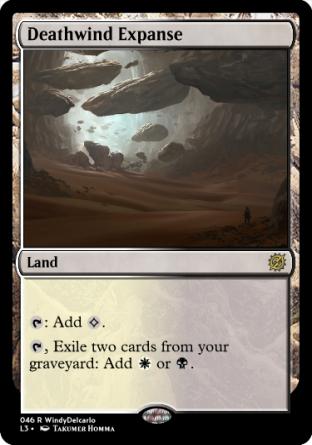 Deathwind Expanse
Land
: Add .
, Exile two cards from your
graveyard: Add or .
046 R WindyDelcarlo
L3 • Takumer Homma